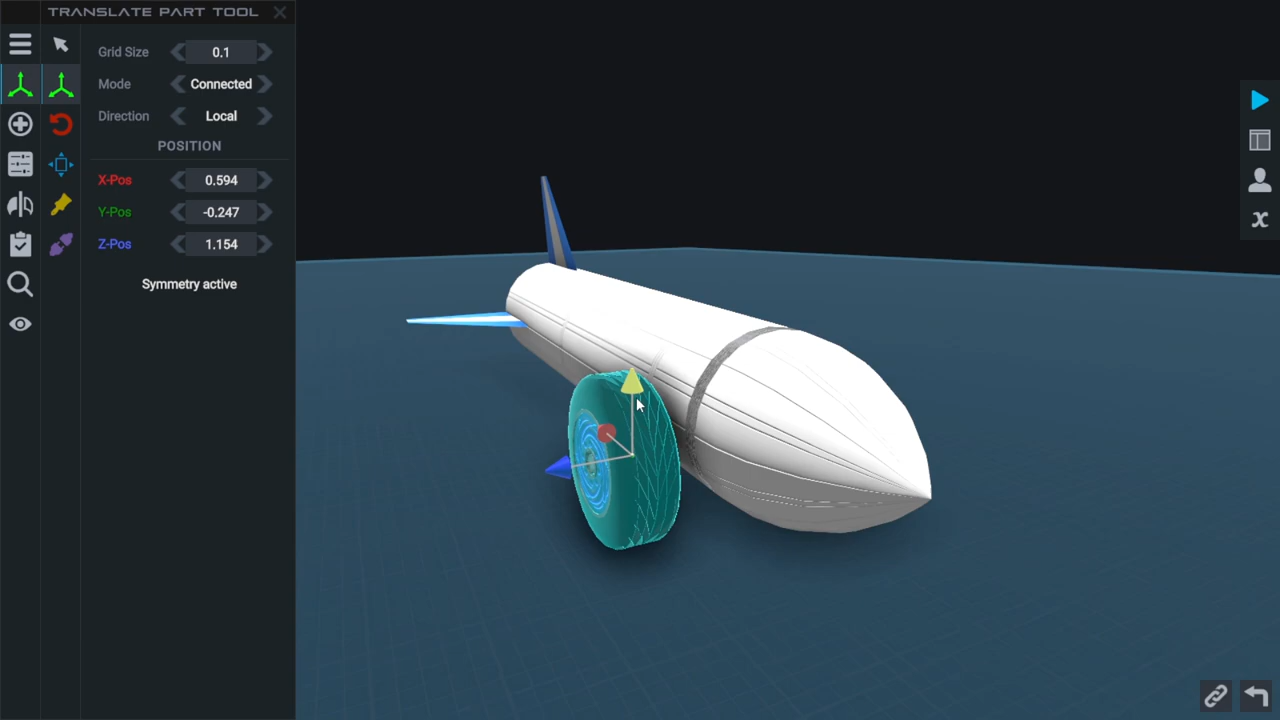 TRANSLATE PART TOOL
Grid Size 0.1
Mode Connected
Direction Local
POSITION
X-Pos 0.594
Y-Pos -0.247
Z-Pos 1.154
Symmetry active
x